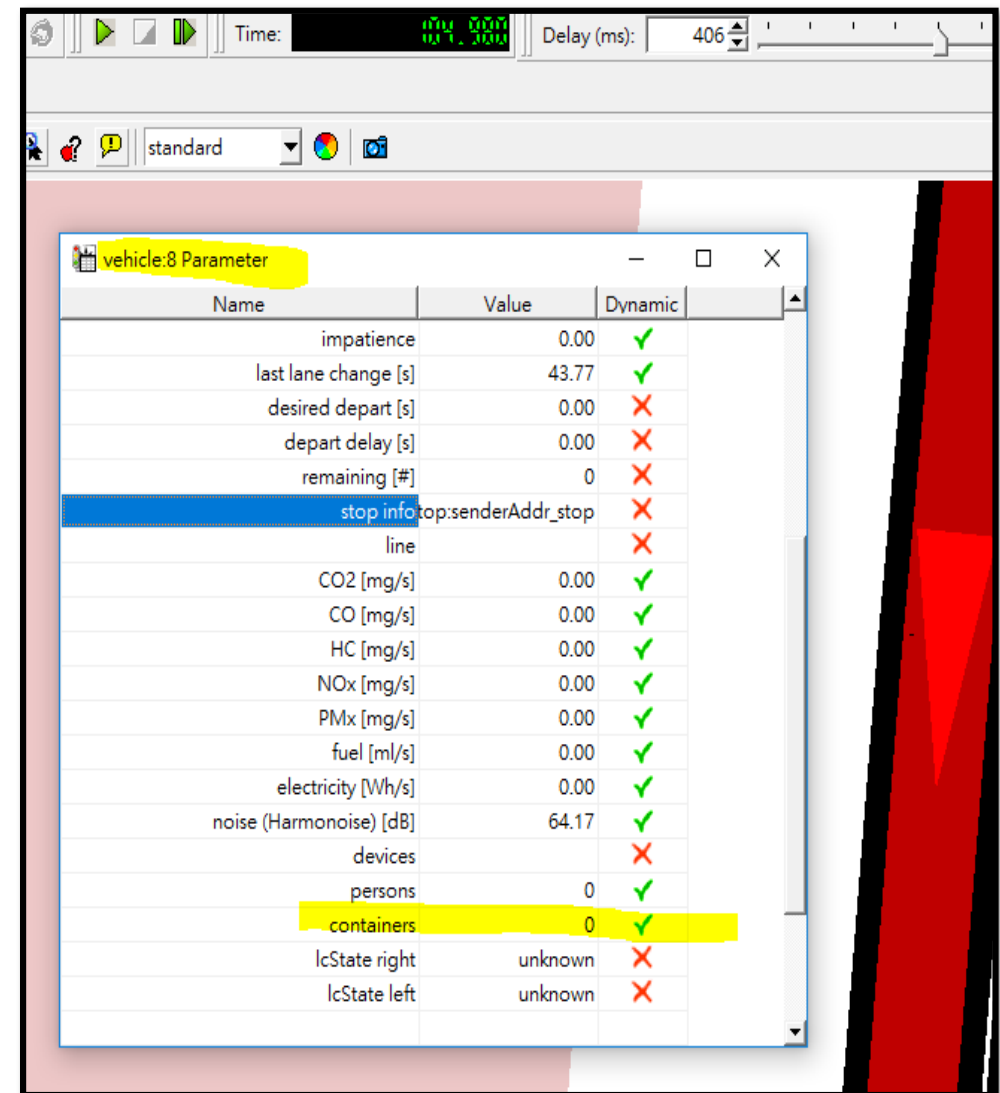 Time: 104.980 Delay (ms): 406
standard
vehicle:8 Parameter
Name Value Dynamic
impatience 0.00
last lane change [s] 43.77
desired depart [s] 0.00
depart delay [s] 0.00
remaining [#] 0
stop info top:senderAddr_stop
line
CO2 [mg/s] 0.00
CO [mg/s] 0.00
HC [mg/s] 0.00
NOx [mg/s] 0.00
PMx [mg/s] 0.00
fuel [ml/s] 0.00
electricity [Wh/s] 0.00
noise (Harmonoise) [dB] 64.17
devices
persons 0
containers 0
lcState right unknown
lcState left unknown